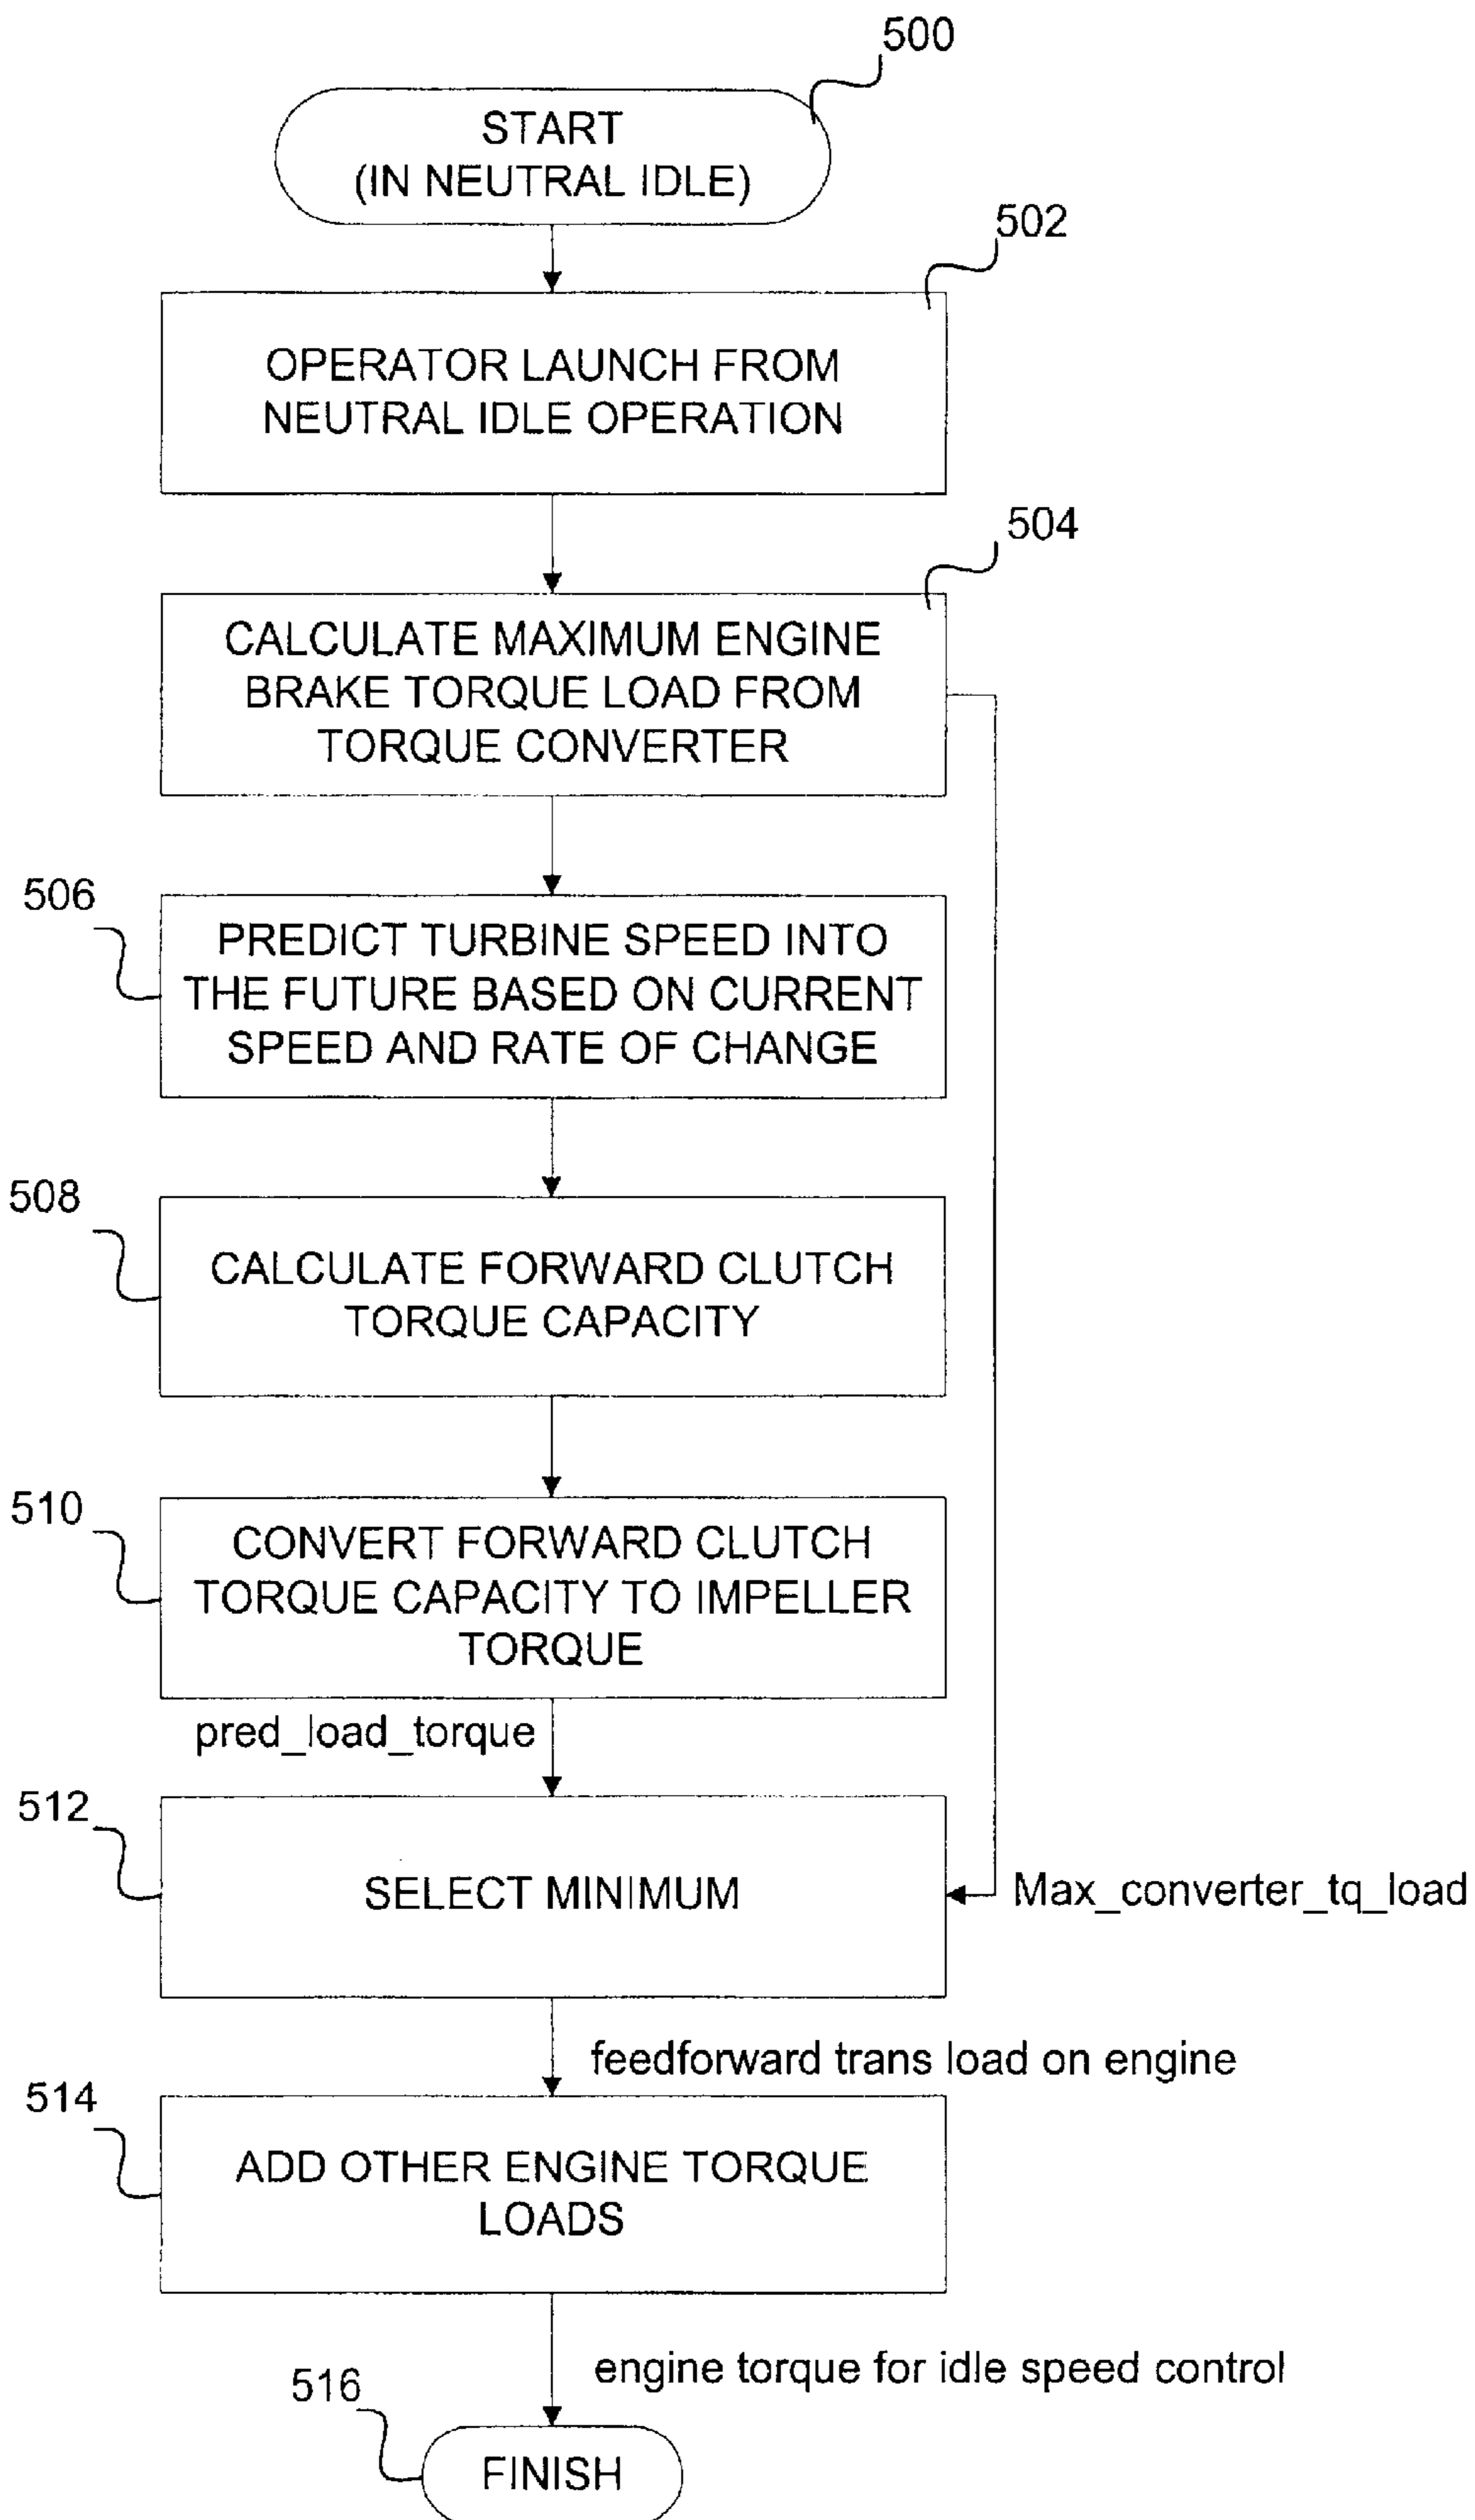 500
START
(IN NEUTRAL IDLE)
502
OPERATOR LAUNCH FROM
NEUTRAL IDLE OPERATION
504
CALCULATE MAXIMUM ENGINE
BRAKE TORQUE LOAD FROM
TORQUE CONVERTER
506
PREDICT TURBINE SPEED INTO
THE FUTURE BASED ON CURRENT
SPEED AND RATE OF CHANGE
508
CALCULATE FORWARD CLUTCH
TORQUE CAPACITY
510
CONVERT FORWARD CLUTCH
TORQUE CAPACITY TO IMPELLER
TORQUE
pred_load_torque
512
SELECT MINIMUM
Max_converter_tq_load
feedforward trans load on engine
514
ADD OTHER ENGINE TORQUE
LOADS
engine torque for idle speed control
516
FINISH